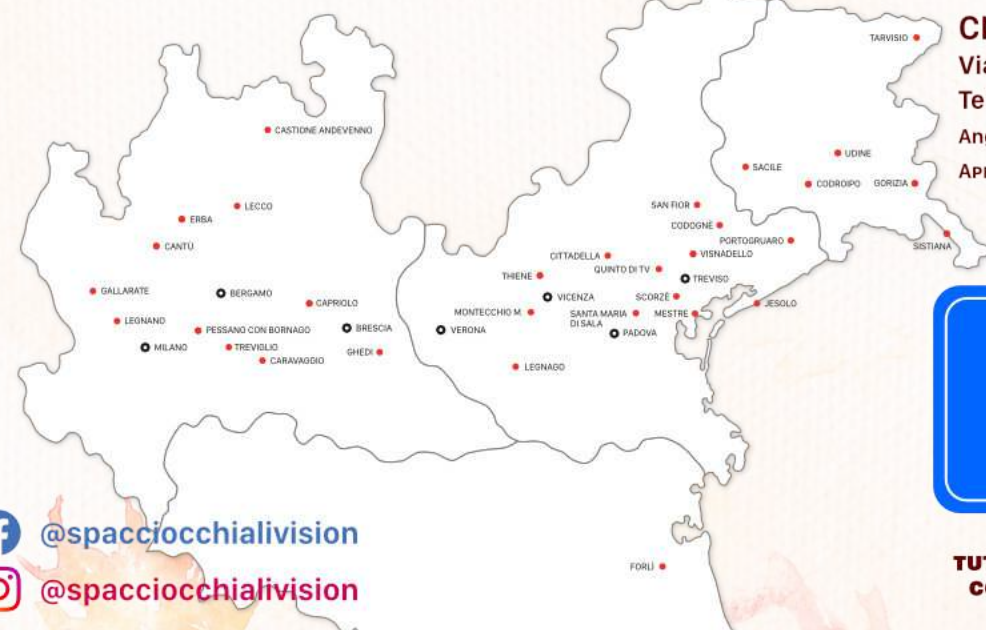 TARVISIO
CASTIONE ANDEVENNO
UDINE
SACILE
CODROIPO
GORIZIA
LECCO
SAN FIOR
ERBA
CODOGNÈ
CANTÙ
PORTOGRUARO
SISTIANA
CITTADELLA
VISNADELLO
QUINTO DI TV
THIENE
TREVISO
GALLARATE
BERGAMO
VICENZA
SCORZÈ
CAPRIOLO
JESOLO
MONTECCHIO M.
SANTA MARIA
DI SALA
MESTRE
LEGNANO
PESSANO CON BORNAGO
BRESCIA
VERONA
PADOVA
MILANO
TREVIGLIO
GHEDI
CARAVAGGIO
LEGNAGO
FORLÌ
@spacciocchialivision
@spacciocchialivision
Via
Te